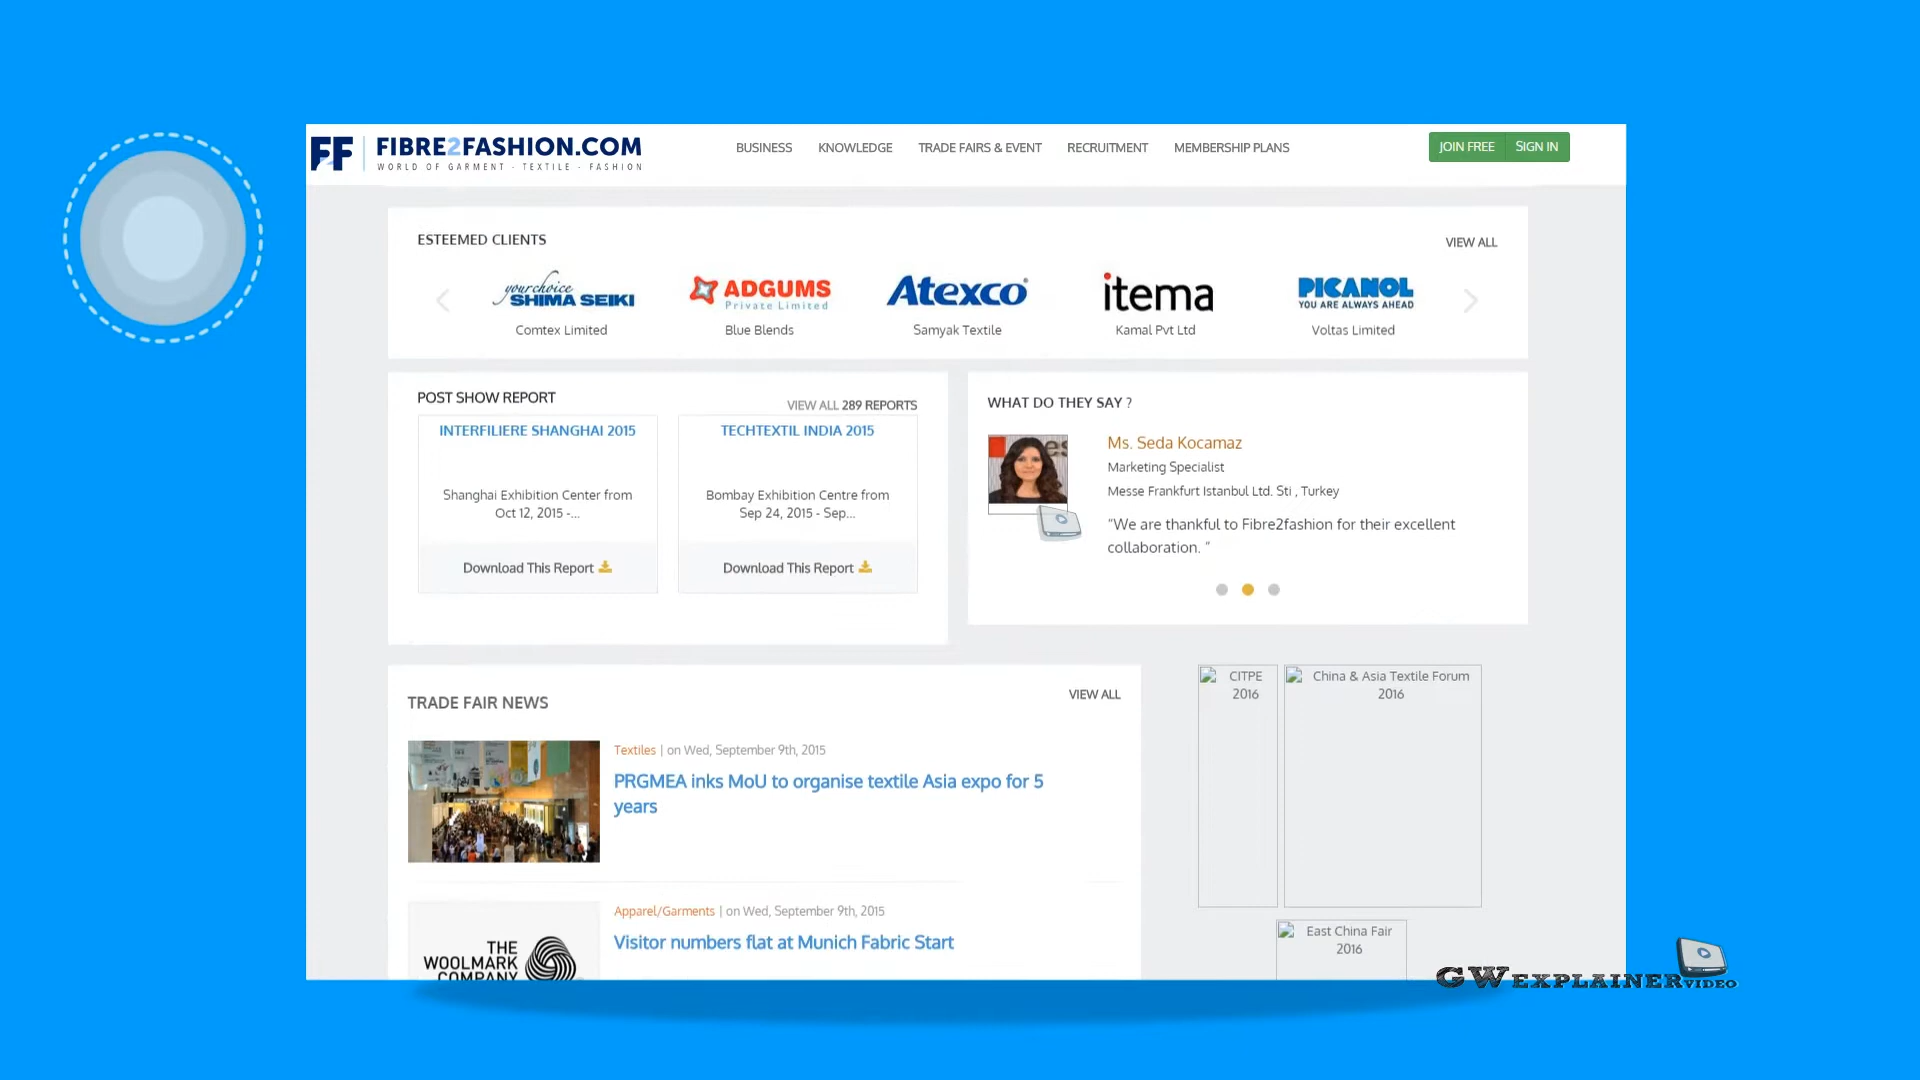 FIBRE2FASHION.COM
WORLD OF GARMENT - TEXTILE - FASHION
BUSINESS
KNOWLEDGE
TRADE FAIRS & EVENT
RECRUITMENT
MEMBERSHIP PLANS
JOIN FREE
SIGN IN
ESTEEMED CLIENTS
VIEW ALL
yourchoice
SHIMA SEIKI
Comtex Limited
ADGUMS
Private Limited
Blue Blends
Atexco
Samyak Textile
itema
Kamal Pvt Ltd
PICANOL
YOU ARE ALWAYS AHEAD
Voltas Limited
POST SHOW REPORT
VIEW ALL 289 REPORTS
INTERFILIERE SHANGHAI 2015
Shanghai Exhibition Center from
Oct 12, 2015 -...
Download This Report
TECHTEXTIL INDIA 2015
Bombay Exhibition Centre from
Sep 24, 2015 - Sep...
Download This Report
WHAT DO THEY SAY ?
Ms. Seda Kocamaz
Marketing Specialist
Messe Frankfurt Istanbul Ltd. Sti , Turkey
“We are thankful to Fibre2fashion for their excellent
collaboration. ”
TRADE FAIR NEWS
VIEW ALL
Textiles | on Wed, September 9th, 2015
PRGMEA inks MoU to organise textile Asia expo for 5
years
THE
WOOLMARK
COMPANY
Apparel/Garments | on Wed, September 9th, 2015
Visitor numbers flat at Munich Fabric Start
CITPE
2016
China & Asia Textile Forum
2016
East China Fair
2016
GW EXPLAINER VIDEO